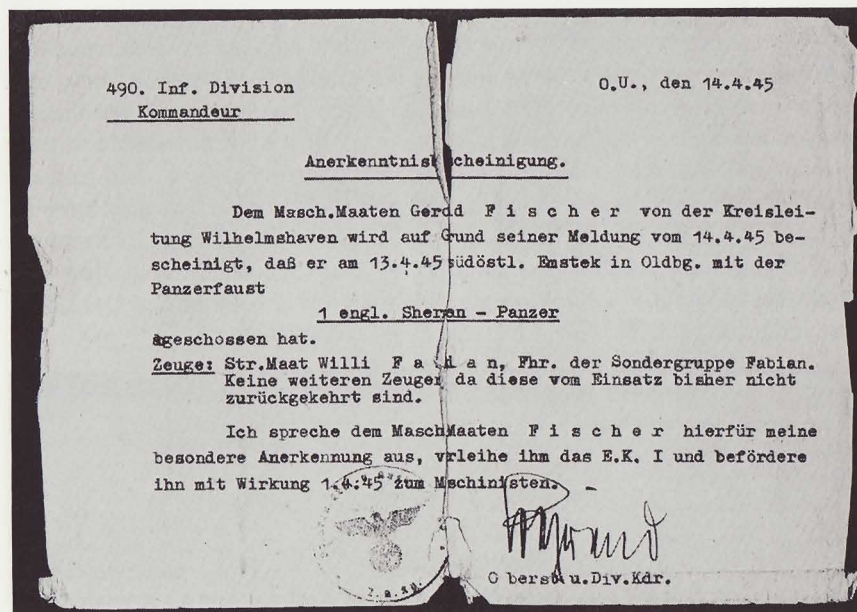 490. Inf. Division
O.U., den 14.4.45
Kommandeur
Anerkenntnis cheinigung.
Dem Masch.Maaten Gerd F i s c h e r von der Kreislei-
tung Wilhelmshaven wird auf Grund seiner Meldung vom 14.4.45 be-
scheinigt, daß er am 13.4.45 südöstl. Emstek in Oldbg. mit der
Panzerfaust
1 engl. Sherman - Panzer
abgeschossen hat.
Zeuge: Str.Maat Willi F a b i a n, Fhr. der Sondergruppe Fabian.
Keine weiteren Zeugen da diese vom Einsatz bisher nicht
zurückgekehrt sind.
Ich spreche dem Masch.Maaten F i s c h e r hierfür meine
besondere Anerkennung aus, verleihe ihm das E.K. I und befördere
ihn mit Wirkung 1.4.45 zum Maschinisten.
Oberst u.Div.Kdr.